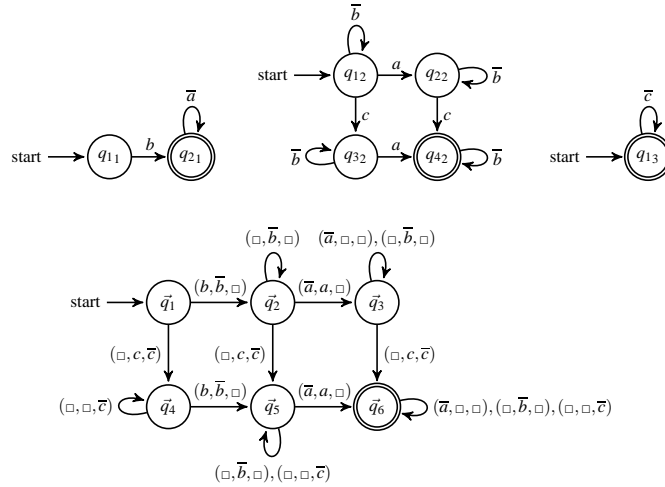 b̅
start q₁₂ a q₂₂ b̅
a̅ c c c̅
start q₁₁ b q₂₁ b̅ q₃₂ a q₄₂ b̅ start q₁₃
(□,b̅,□) (a̅,□,□),(□,b̅,□)
start q⃗₁ (b,b̅,□) q⃗₂ (a̅,a,□) q⃗₃
(□,c,c̅) (□,c,c̅) (□,c,c̅)
(□,□,c̅) q⃗₄ (b,b̅,□) q⃗₅ (a̅,a,□) q⃗₆ (a̅,□,□),(□,b̅,□),(□,□,c̅)
(□,b̅,□),(□,□,c̅)